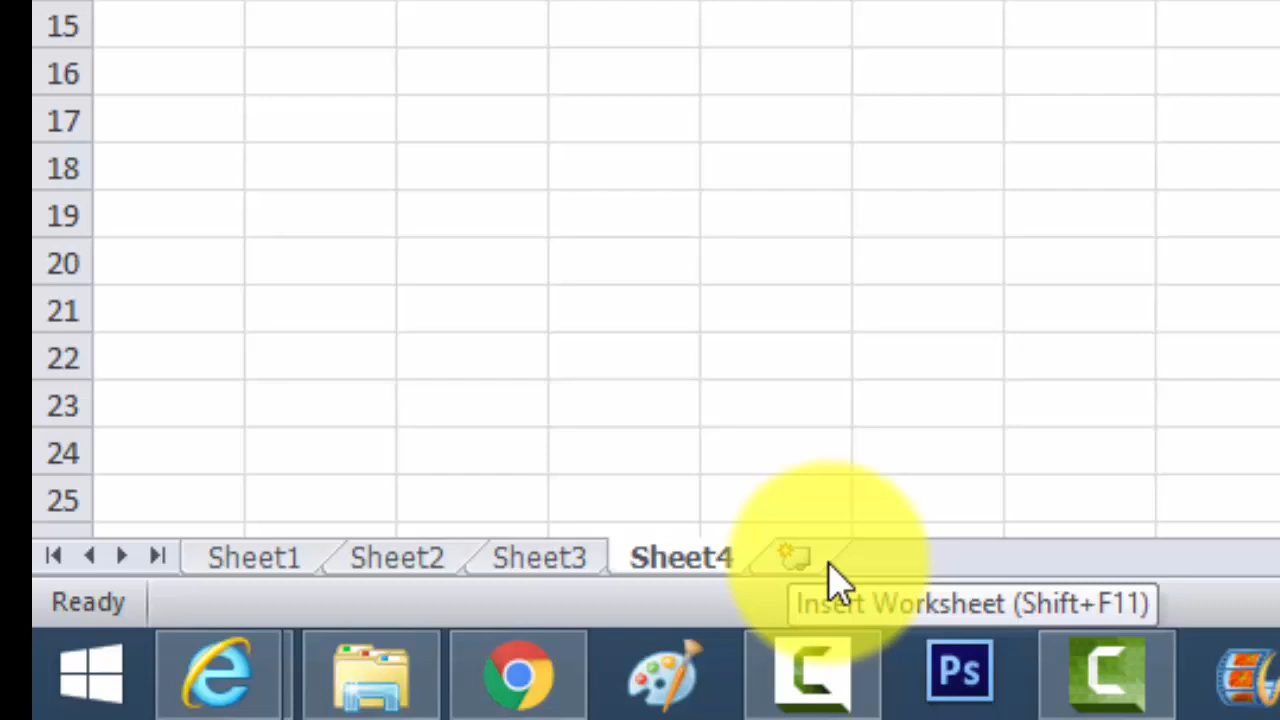 15
16
17
18
19
20
21
22
23
24
25
Sheet1 Sheet2 Sheet3 Sheet4
Ready
Insert Worksheet (Shift+F11)
Ps